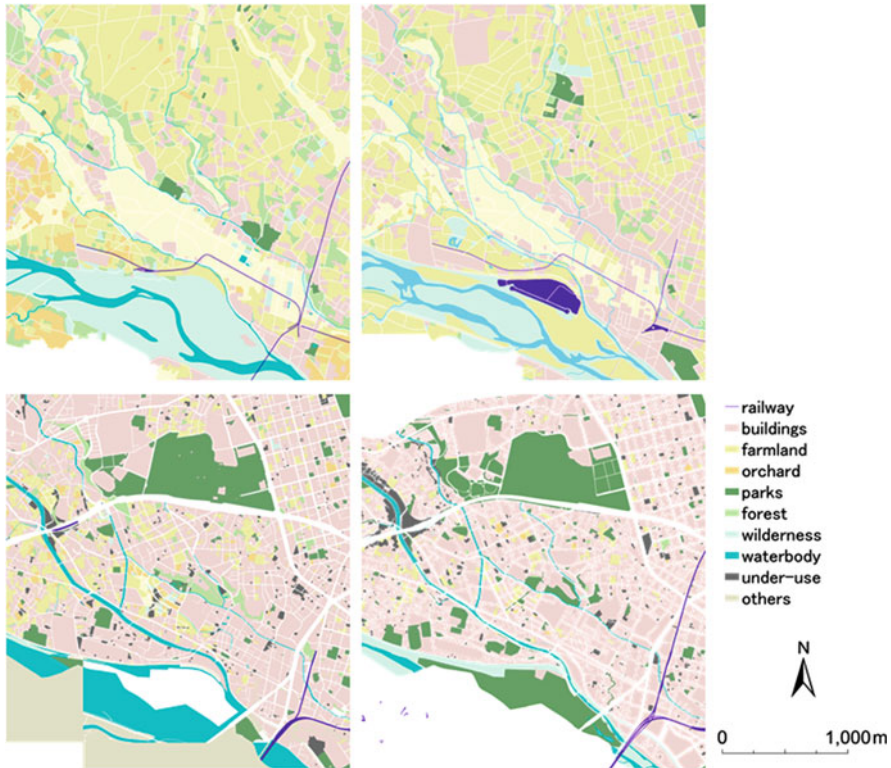 railway
buildings
farmland
orchard
parks
forest
wilderness
waterbody
under-use
others
N
0 1,000m